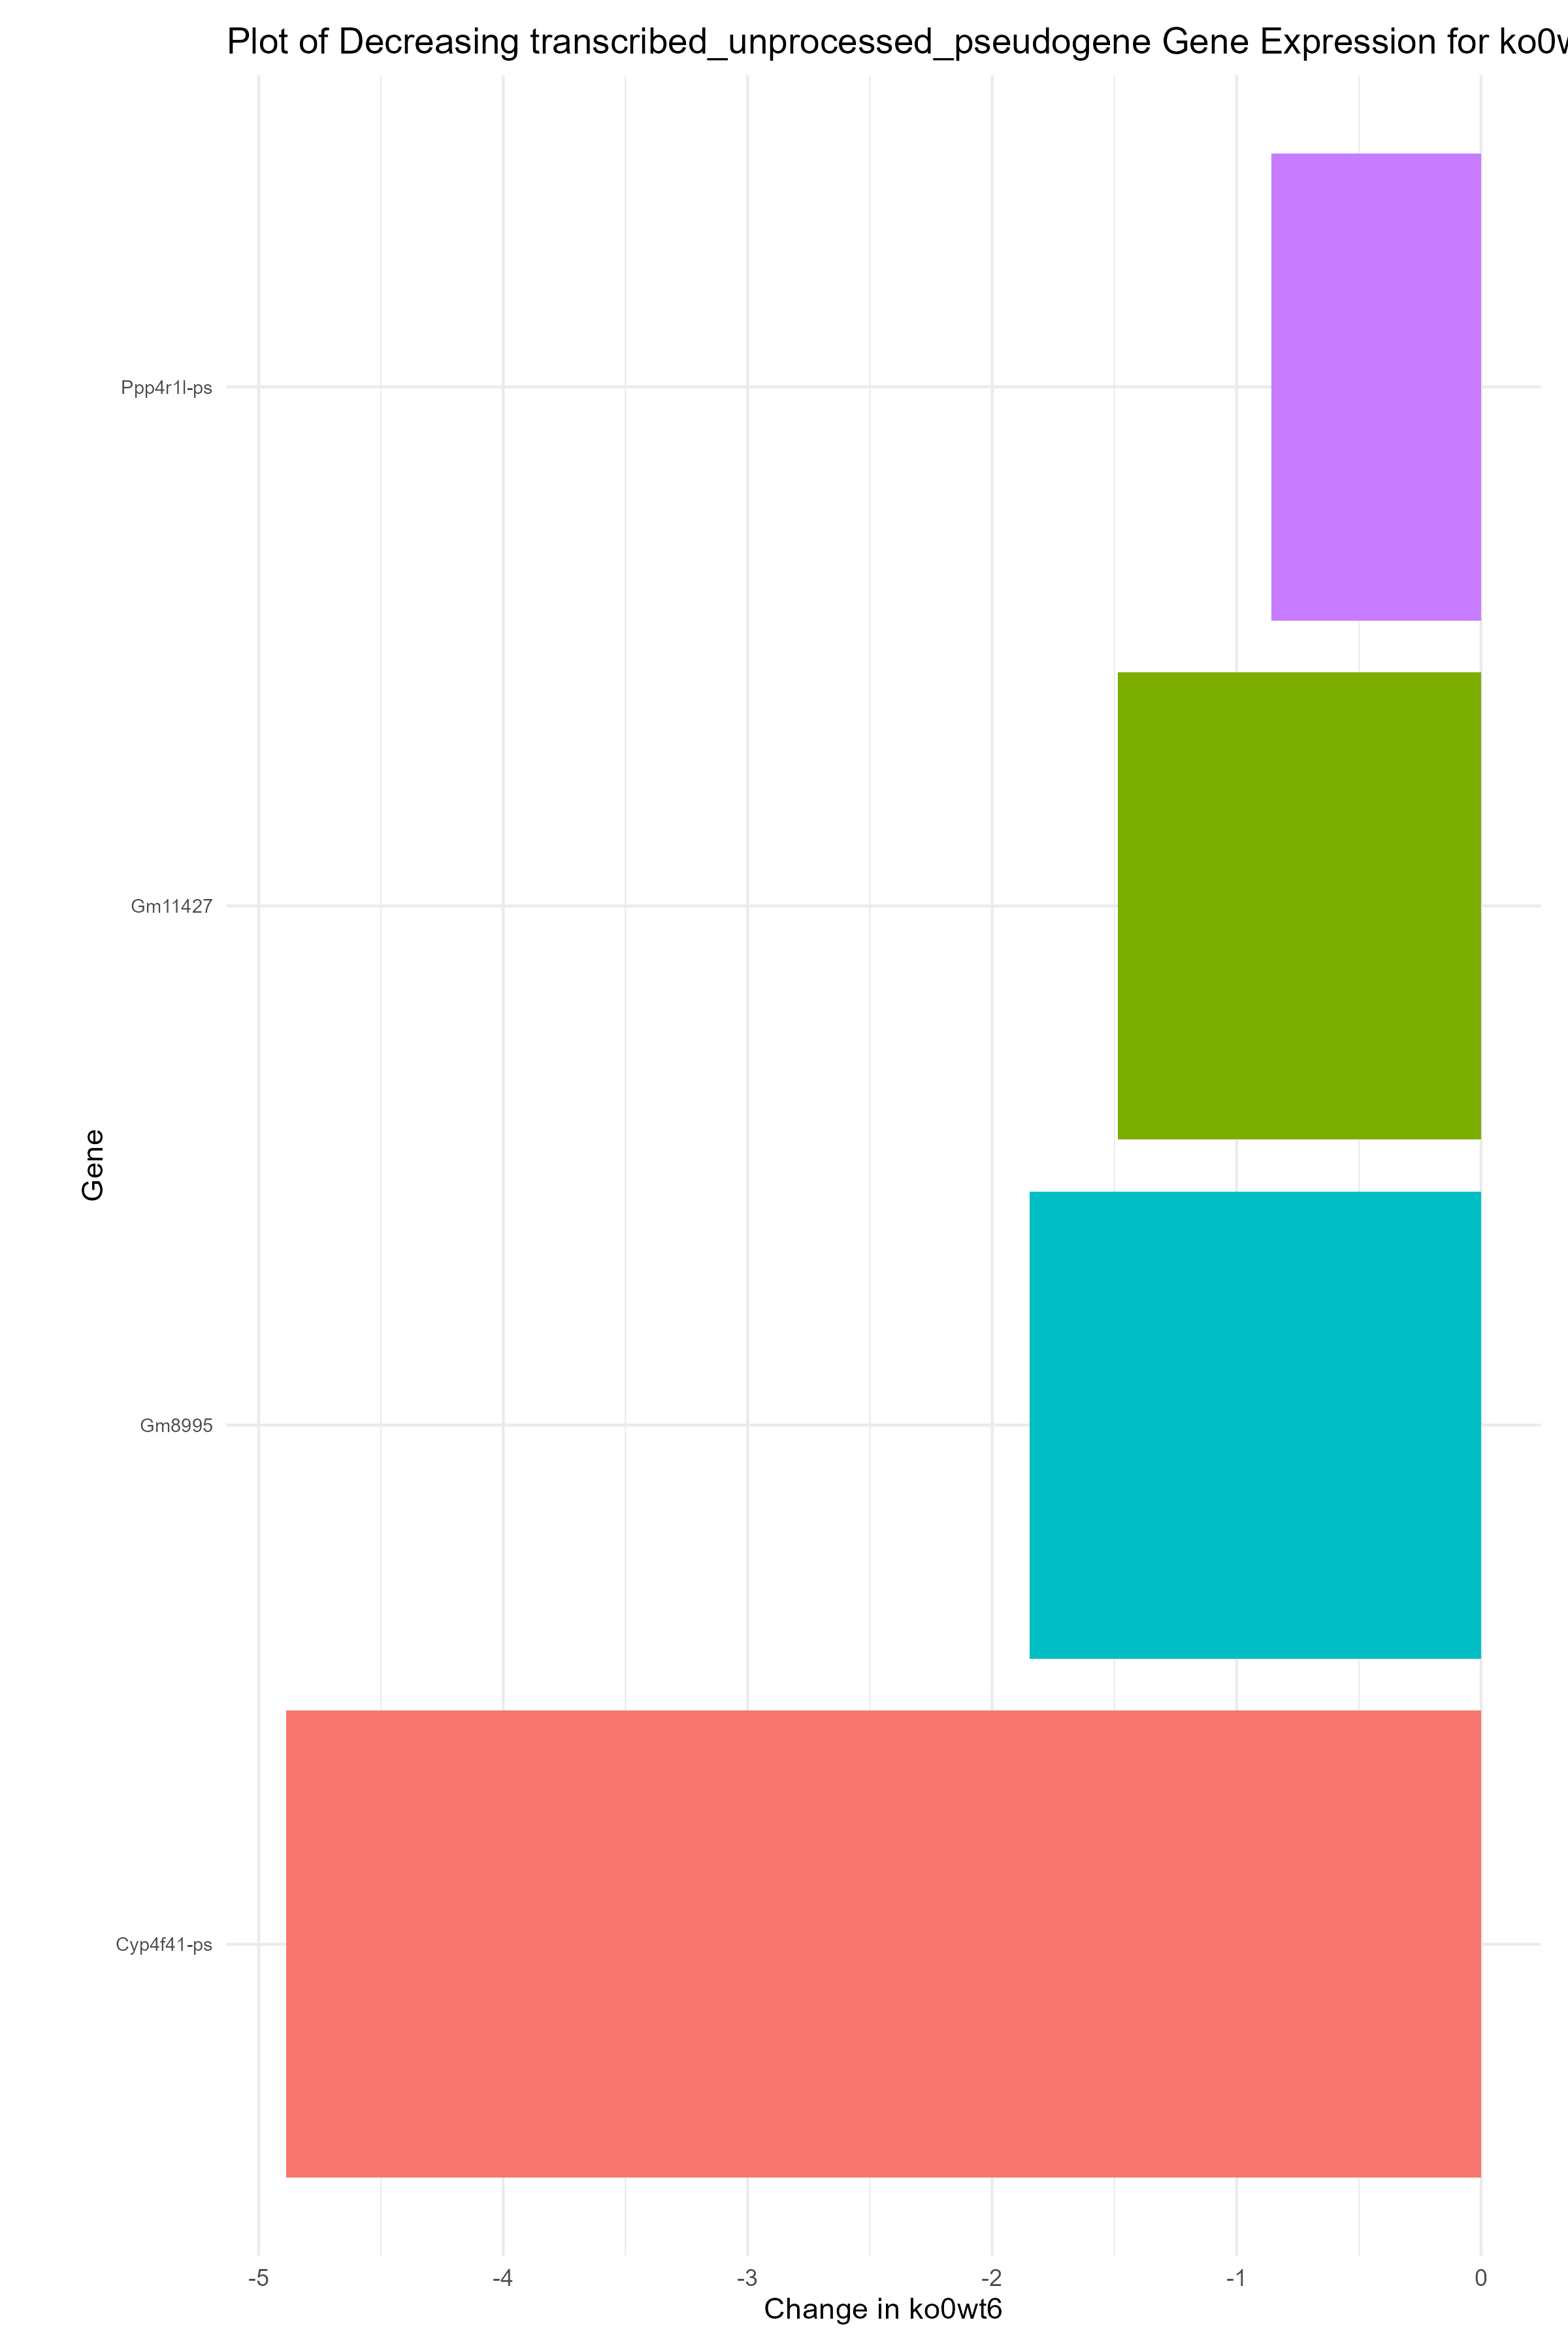 Plot of Decreasing transcribed_unprocessed_pseudogene Gene Expression for ko0w
Ppp4r1l-ps
Gm11427
Gene
Gm8995
Cyp4f41-ps
-5 -4 -3 -2 -1 0
Change in ko0wt6